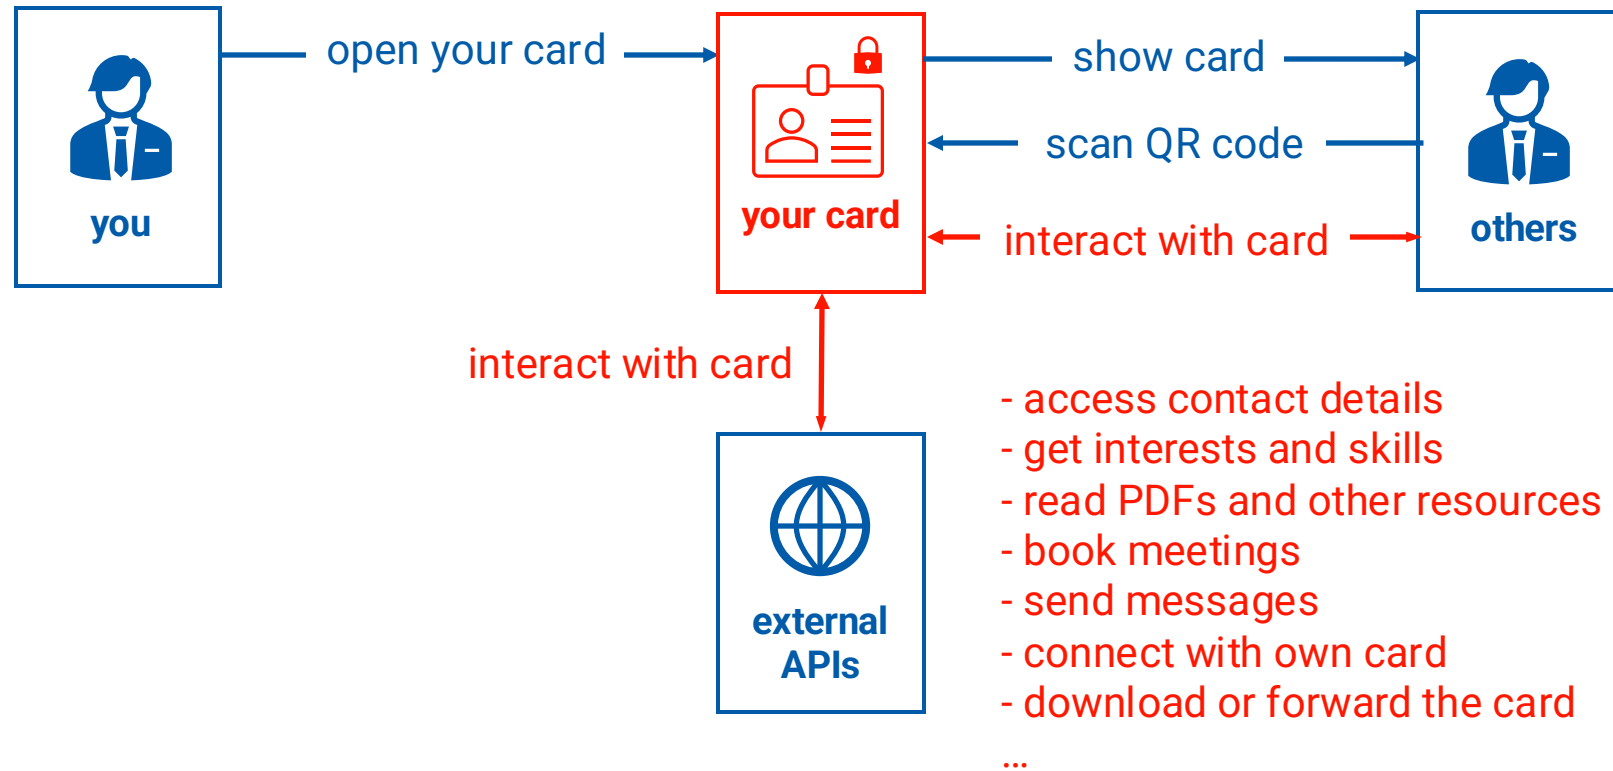 open your card
show card
scan QR code
you
your card
interact with card
others
interact with card
external
APIs
- access contact details
- get interests and skills
- read PDFs and other resources
- book meetings
- send messages
- connect with own card
- download or forward the card
...